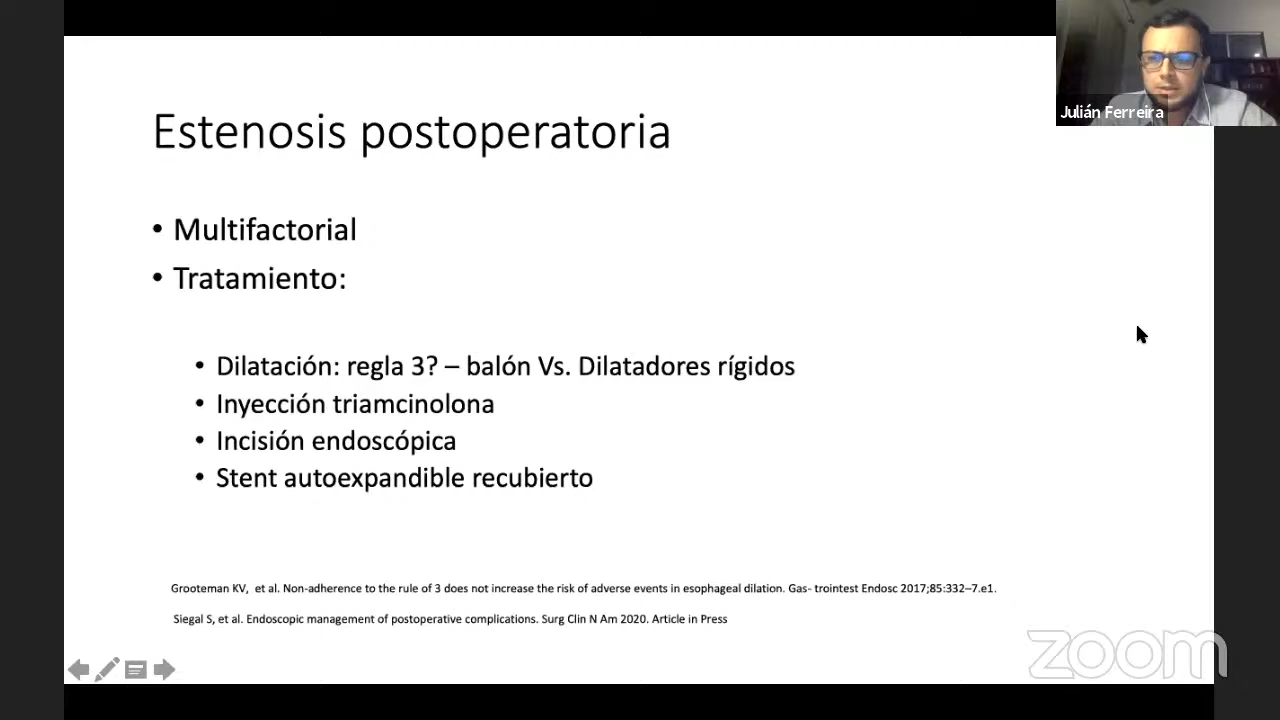 Julián Ferreira
Estenosis postoperatoria
• Multifactorial
• Tratamiento:
• Dilatación: regla 3? – balón Vs. Dilatadores rígidos
• Inyección triamcinolona
• Incisión endoscópica
• Stent autoexpandible recubierto
Grooteman KV, et al. Non-adherence to the rule of 3 does not increase the risk of adverse events in esophageal dilation. Gas- trointest Endosc 2017;85:332–7.e1.
Siegal S, et al. Endoscopic management of postoperative complications. Surg Clin N Am 2020. Article in Press
zoom